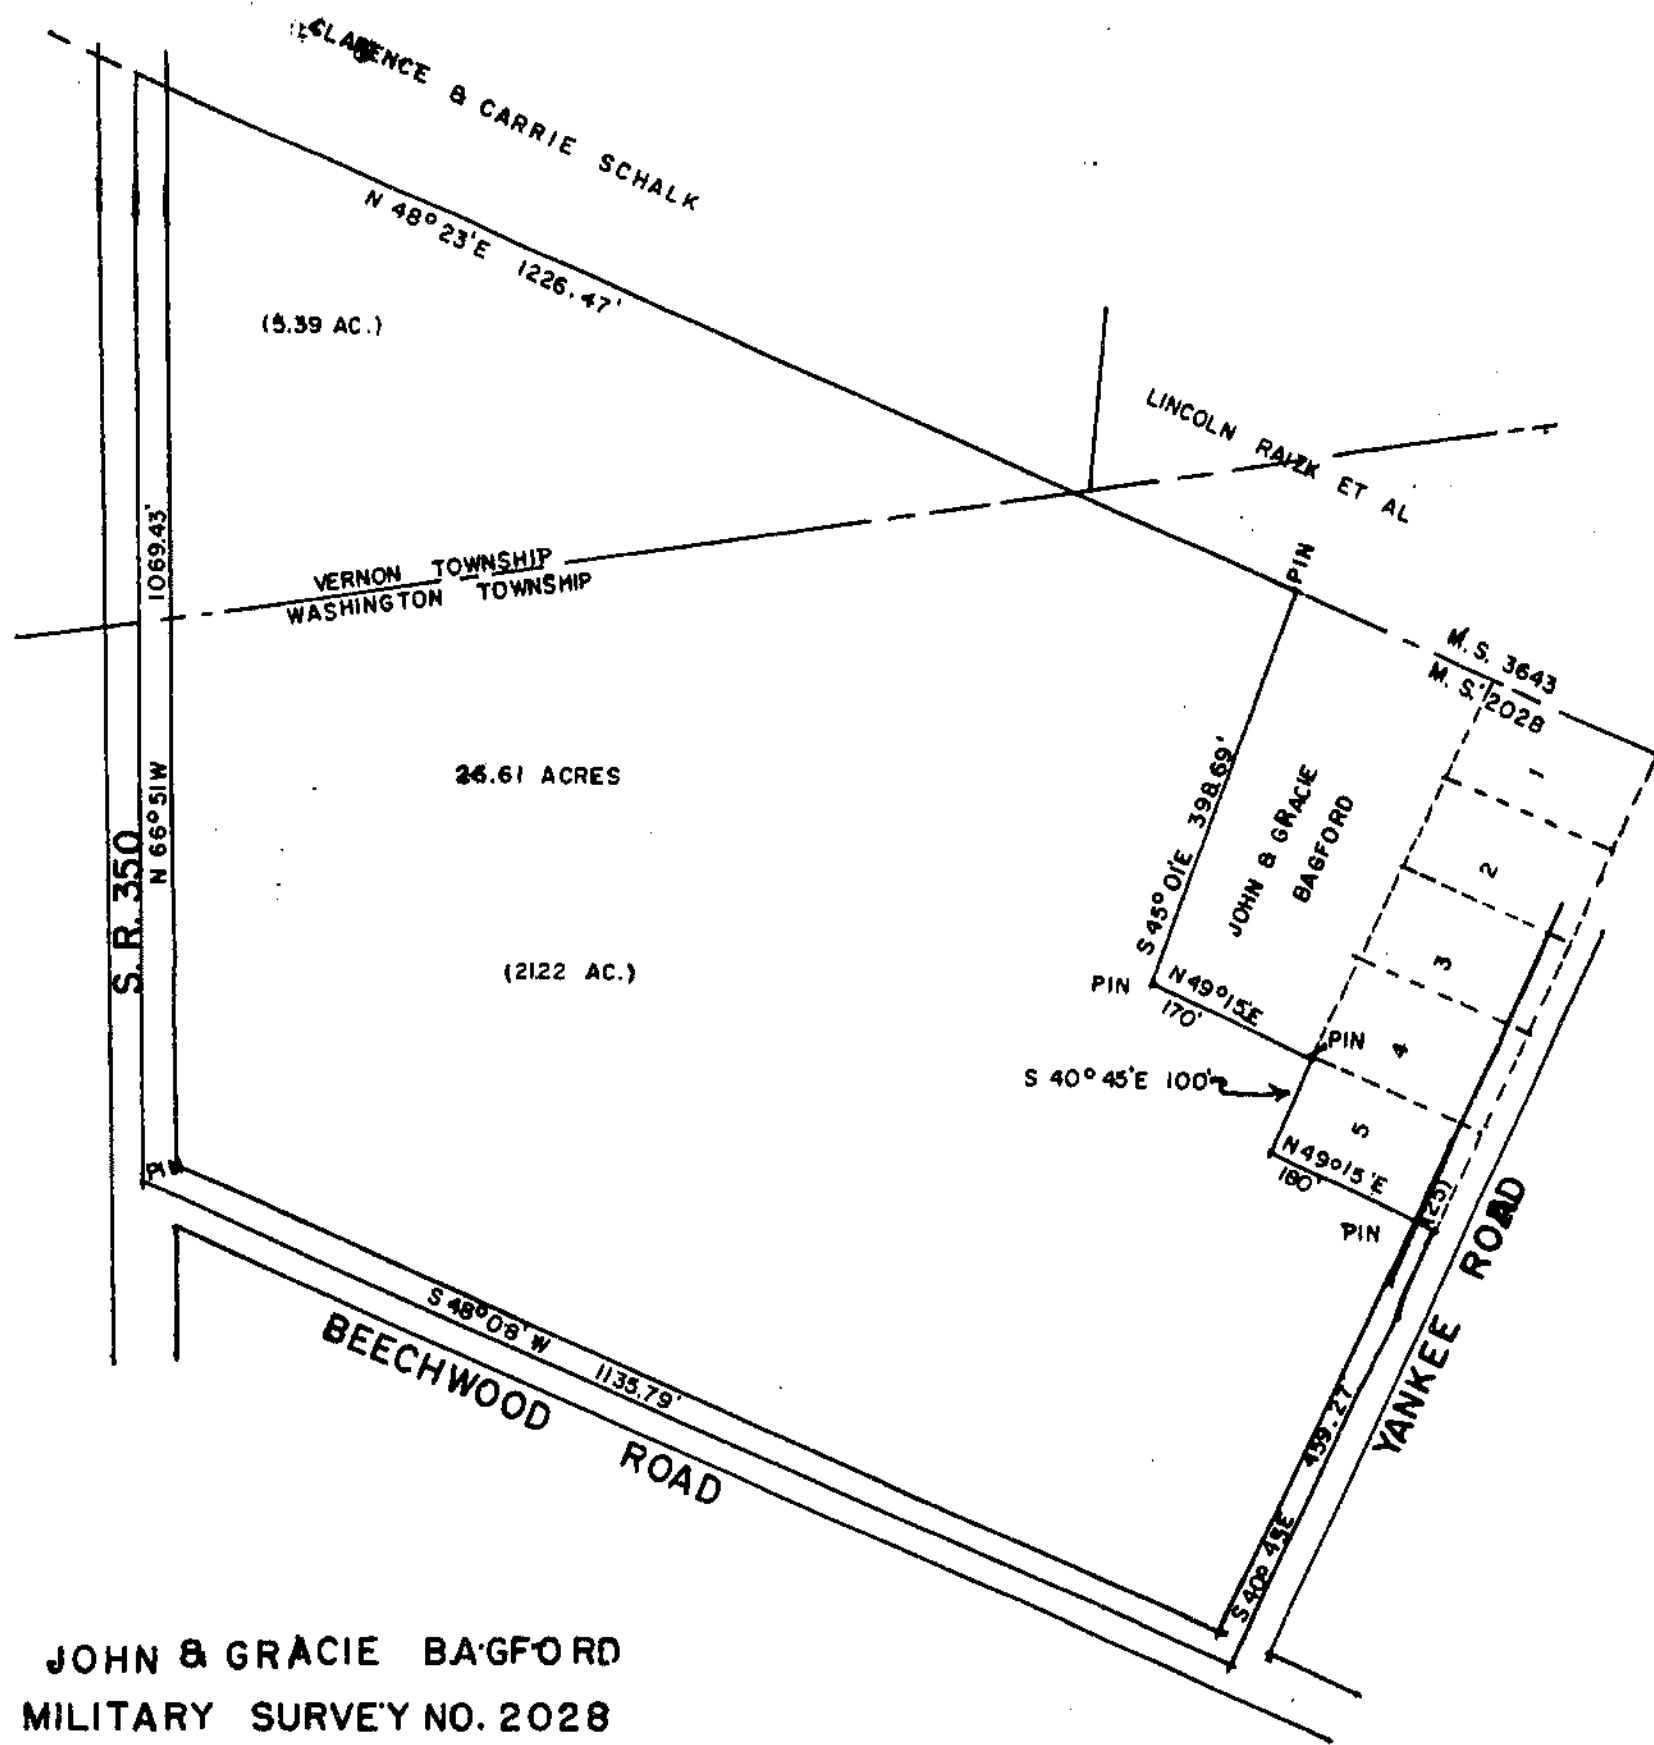 CLARENCE & CARRIE SCHALK
N 48° 23'E 1226.47'
(5.39 AC.)
LINCOLN RAIZK ET AL
VERNON TOWNSHIP
WASHINGTON TOWNSHIP
1069.43'
N 66° 51 W
S. R. 350
PIN
M. S. 3643
M. S. 2028
26.61 ACRES
(21.22 AC.)
S 45° 01'E 398.69'
JOHN & GRACIE
BAGFORD
1
2
3
4
5
PIN
N 49° 15'E
170'
PIN
S 40° 45'E 100'
N 49° 15'E
180'
PIN
(25)
PIN
S 48° 08' W 1135.79'
BEECHWOOD ROAD
S 40° 45'E 459.27
YANKEE ROAD
JOHN & GRACIE BAGFORD
MILITARY SURVEY NO. 2028